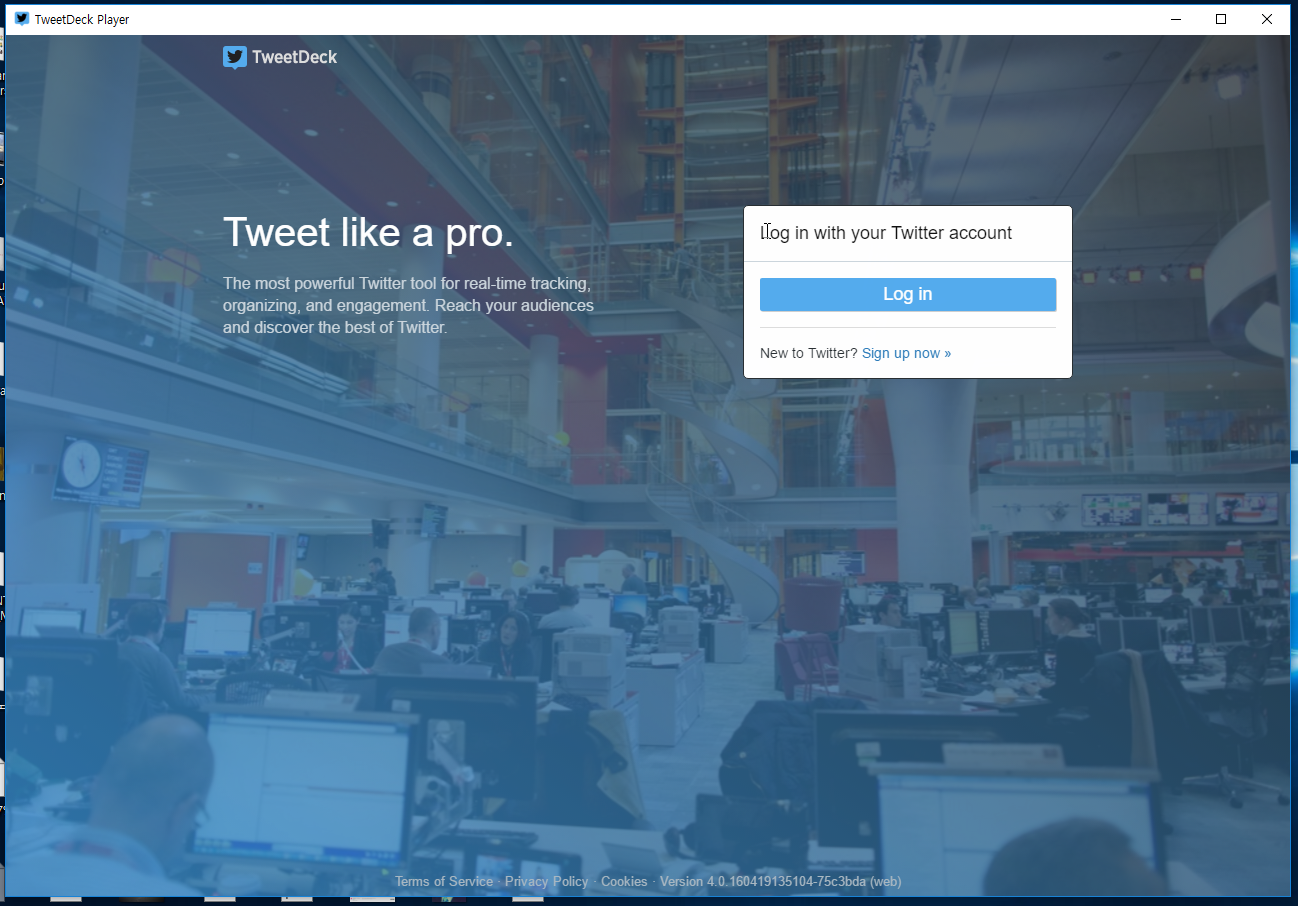 TweetDeck Player
TweetDeck
Tweet like a pro.
The most powerful Twitter tool for real-time tracking,
organizing, and engagement. Reach your audiences
and discover the best of Twitter.
Log in with your Twitter account
Log in
New to Twitter? Sign up now »
Terms of Service · Privacy Policy · Cookies · Version 4.0.160419135104-75c3bda (web)